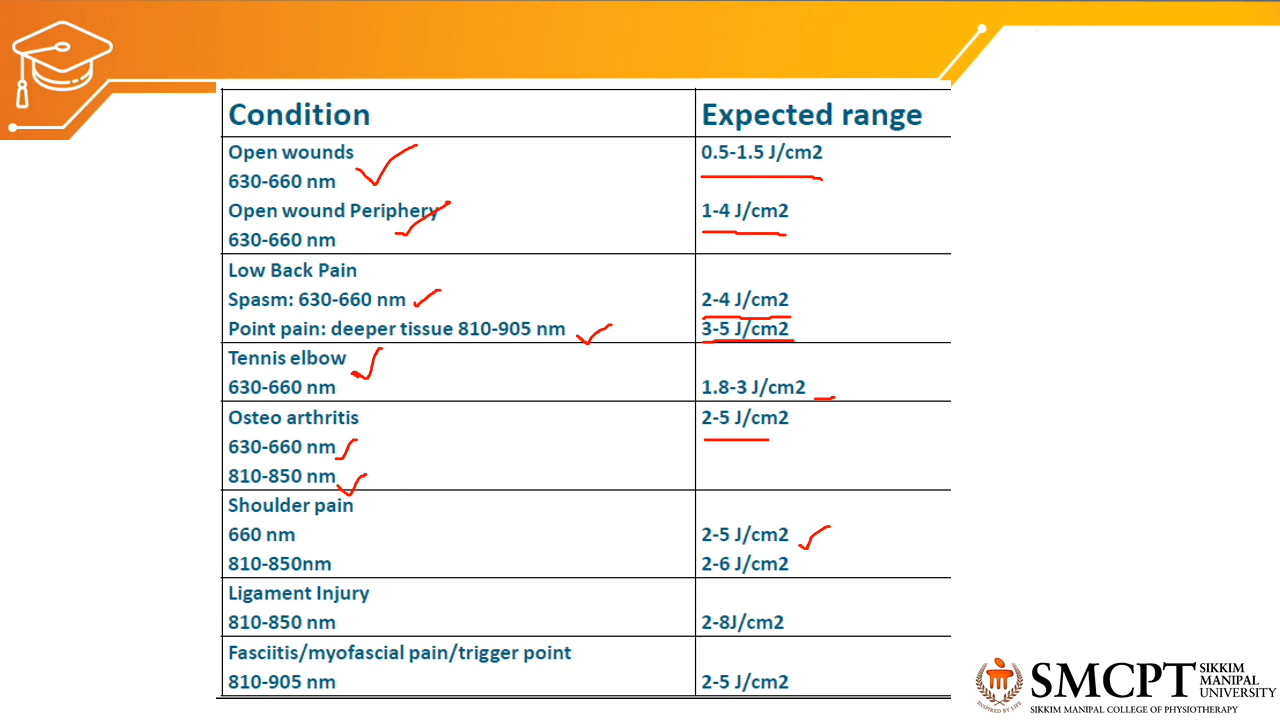 Condition Expected range
Open wounds 0.5-1.5 J/cm2
630-660 nm
Open wound Periphery 1-4 J/cm2
630-660 nm
Low Back Pain
Spasm: 630-660 nm 2-4 J/cm2
Point pain: deeper tissue 810-905 nm 3-5 J/cm2
Tennis elbow
630-660 nm 1.8-3 J/cm2
Osteo arthritis 2-5 J/cm2
630-660 nm
810-850 nm
Shoulder pain
660 nm 2-5 J/cm2
810-850nm 2-6 J/cm2
Ligament Injury
810-850 nm 2-8J/cm2
Fasciitis/myofascial pain/trigger point
810-905 nm 2-5 J/cm2
SMCPT
SIKKIM
MANIPAL
UNIVERSITY
INSPIRED BY LIFE
SIKKIM MANIPAL COLLEGE OF PHYSIOTHERAPY